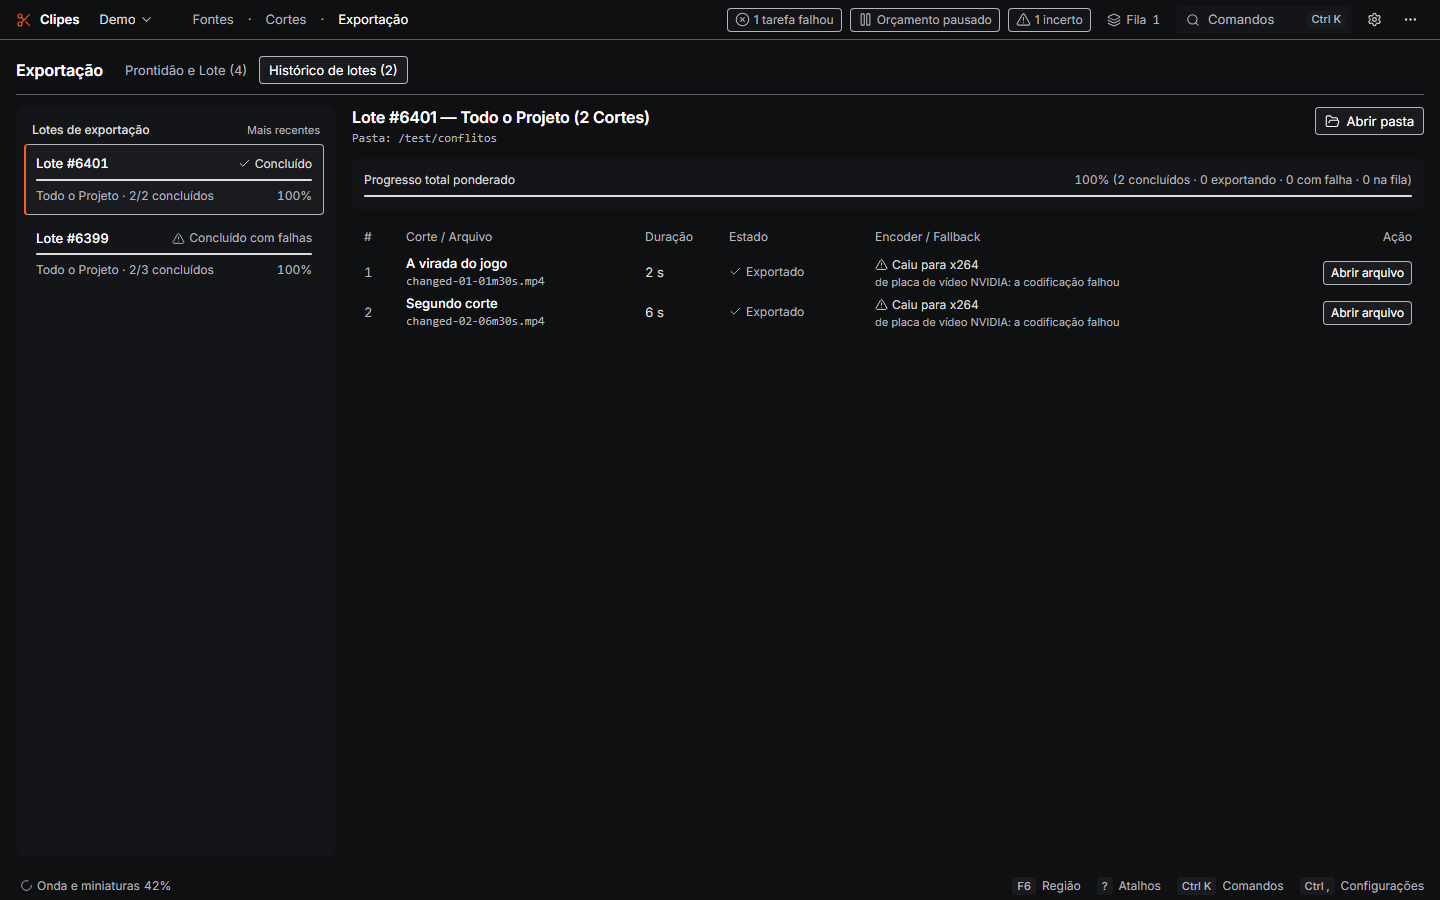 Clipes Demo Fontes · Cortes · Exportação 1 tarefa falhou Orçamento pausado 1 incerto Fila 1 Comandos Ctrl K
Exportação Prontidão e Lote (4) Histórico de lotes (2)
Lotes de exportação Mais recentes
Lote #6401 Concluído
Todo o Projeto · 2/2 concluídos 100%
Lote #6399 Concluído com falhas
Todo o Projeto · 2/3 concluídos 100%
Lote #6401 — Todo o Projeto (2 Cortes)
Pasta: /test/conflitos
Abrir pasta
Progresso total ponderado 100% (2 concluídos · 0 exportando · 0 com falha · 0 na fila)
# Corte / Arquivo Duração Estado Encoder / Fallback Ação
1 A virada do jogo 2 s Exportado Caiu para x264 Abrir arquivo
changed-01-01m30s.mp4 de placa de vídeo NVIDIA: a codificação falhou
2 Segundo corte 6 s Exportado Caiu para x264 Abrir arquivo
changed-02-06m30s.mp4 de placa de vídeo NVIDIA: a codificação falhou
Onda e miniaturas 42% F6 Região ? Atalhos Ctrl K Comandos Ctrl , Configurações